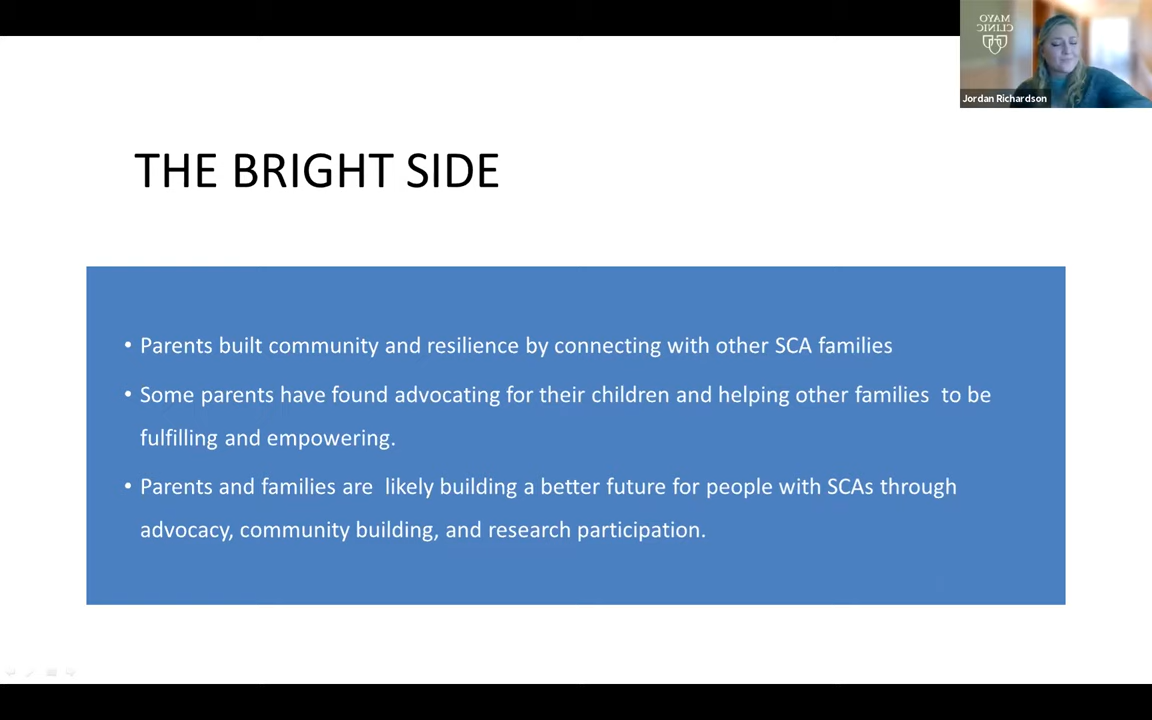 MAYO
CLINIC
Jordan Richardson
THE BRIGHT SIDE
• Parents built community and resilience by connecting with other SCA families
• Some parents have found advocating for their children and helping other families  to be
fulfilling and empowering.
• Parents and families are  likely building a better future for people with SCAs through
advocacy, community building, and research participation.